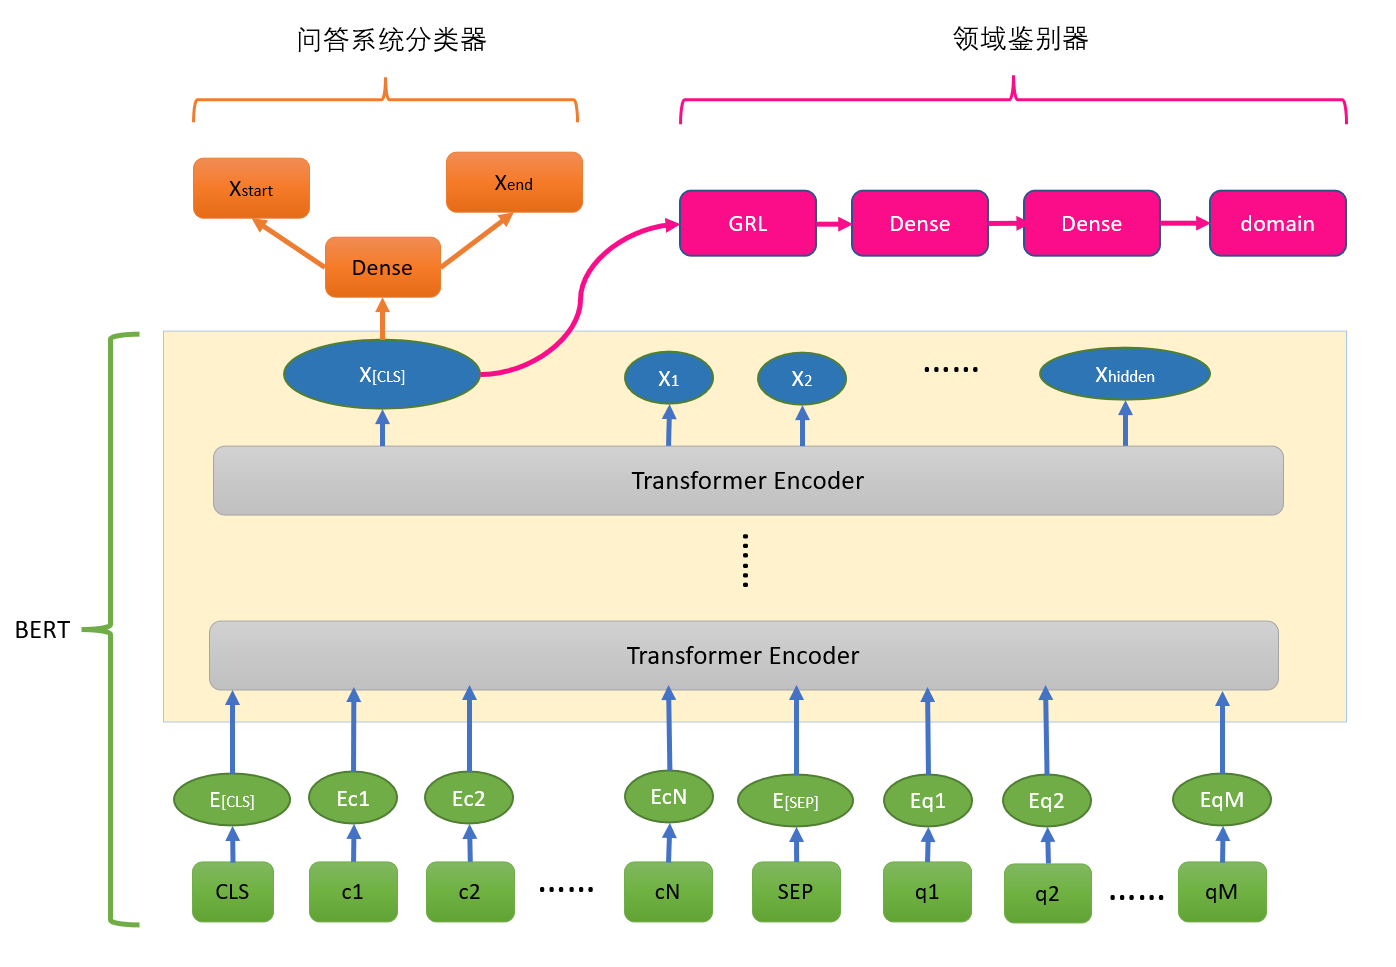 问答系统分类器
领域鉴别器
Xstart
Xend
Dense
GRL
Dense
Dense
domain
X[CLS]
X1
X2
……
Xhidden
Transformer Encoder
……
Transformer Encoder
BERT
E[CLS]
Ec1
Ec2
EcN
E[SEP]
Eq1
Eq2
EqM
CLS
c1
c2
……
cN
SEP
q1
q2
……
qM